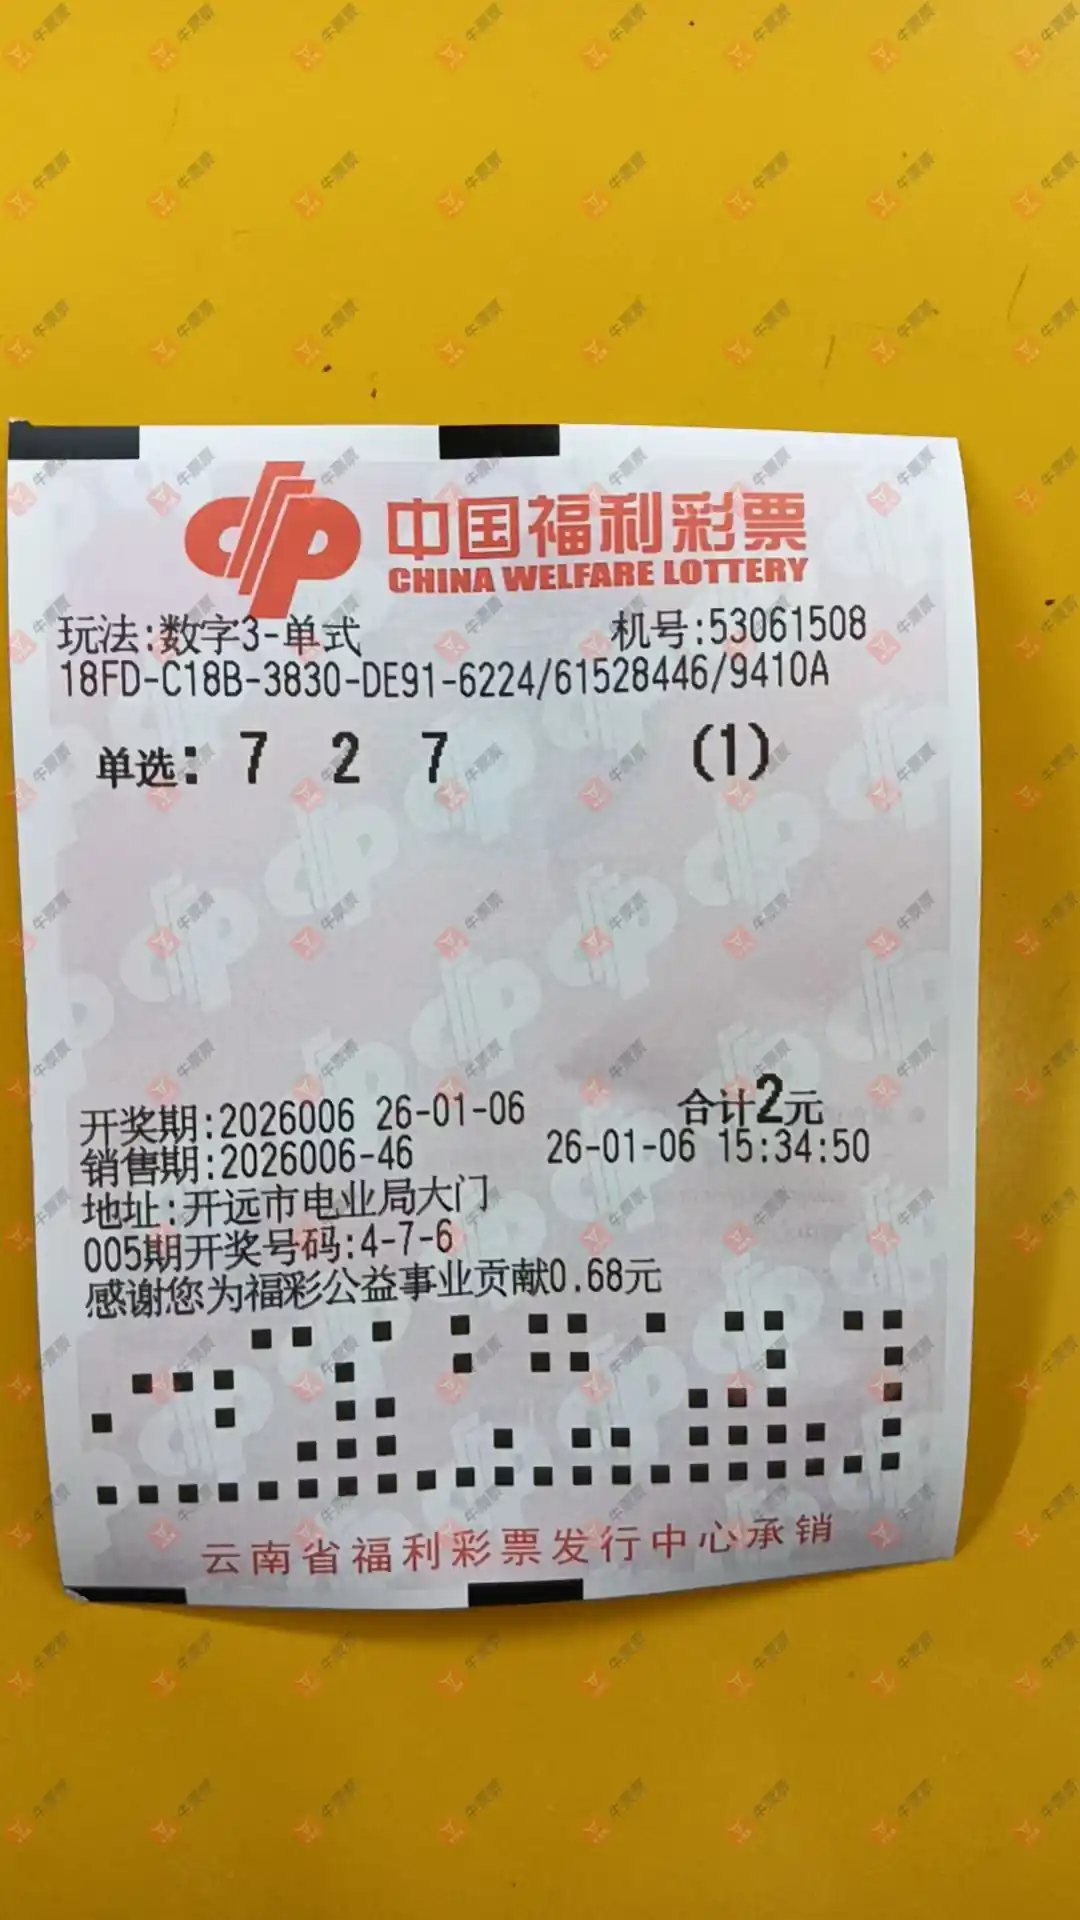 中国福利彩票
CHINA WELFARE LOTTERY
玩法:数字3-单式 机号:53061508
18FD-C18B-3830-DE91-6224/61528446/9410A
单选: 7 2 7 (1)
开奖期:2026006 26-01-06 合计2元
销售期:2026006-46 26-01-06 15:34:50
地址:开远市电业局大门
005期开奖号码:4-7-6
感谢您为福彩公益事业贡献0.68元
云南省福利彩票发行中心承销
牛票票